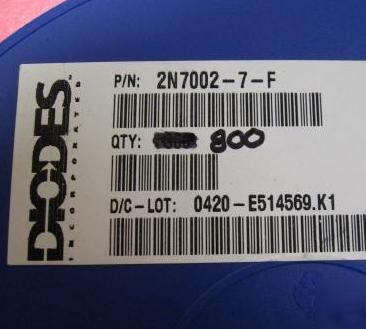 DIODES
INCORPORATED
P/N: 2N7002-7-F
QTY: 800
D/C-LOT: 0420-E514569.K1